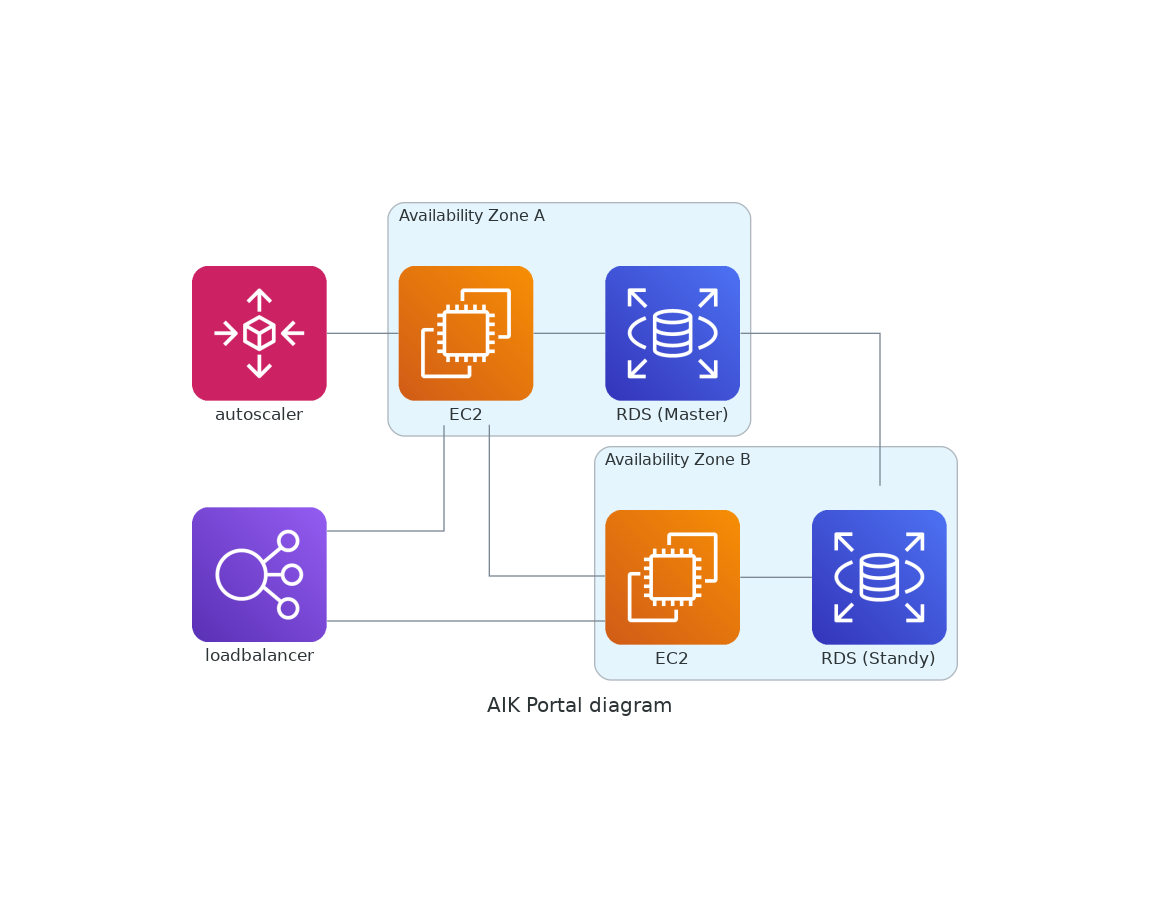 Availability Zone A
autoscaler
EC2
RDS (Master)
Availability Zone B
loadbalancer
EC2
RDS (Standy)
AIK Portal diagram